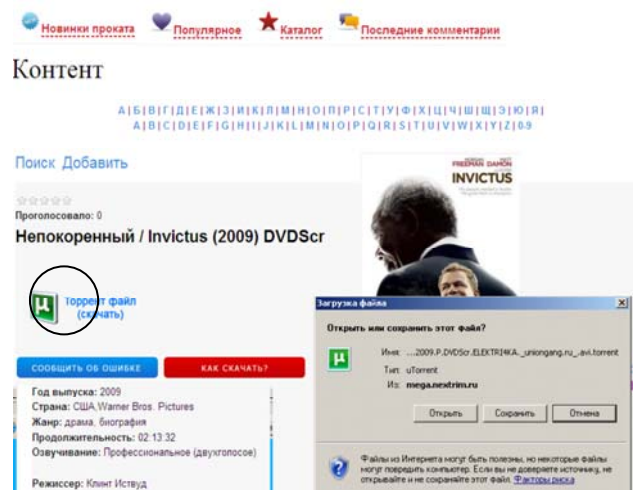 Новинки проката Популярное Каталог Последние комментарии
Контент
А|Б|В|Г|Д|Е|Ж|З|И|К|Л|М|Н|О|П|Р|С|Т|У|Ф|Х|Ц|Ч|Ш|Щ|Э|Ю|Я|
A|B|C|D|E|F|G|H|I|J|K|L|M|N|O|P|Q|R|S|T|U|V|W|X|Y|Z|0-9
Поиск Добавить
FREEMAN DAMON
INVICTUS
Проголосовало: 0
Непокоренный / Invictus (2009) DVDScr
Торрент файл
(скачать)
СООБЩИТЬ ОБ ОШИБКЕ
КАК СКАЧАТЬ?
Год выпуска: 2009
Страна: США,Warner Bros. Pictures
Жанр: драма, биография
Продолжительность: 02:13:32
Озвучивание: Профессиональное (двухголосое)
Режиссер: Клинт Иствуд
Загрузка файла
Открыть или сохранить этот файл?
Имя: ...2009.P.DVDScr.ELEKTRI4KA._uniongang.ru_.avi.torrent
Тип: uTorrent
Из: mega.nextrim.ru
Открыть Сохранить Отмена
Файлы из Интернета могут быть полезны, но некоторые файлы
могут повредить компьютер. Если вы не доверяете источнику, не
открывайте и не сохраняйте этот файл. Факторы риска